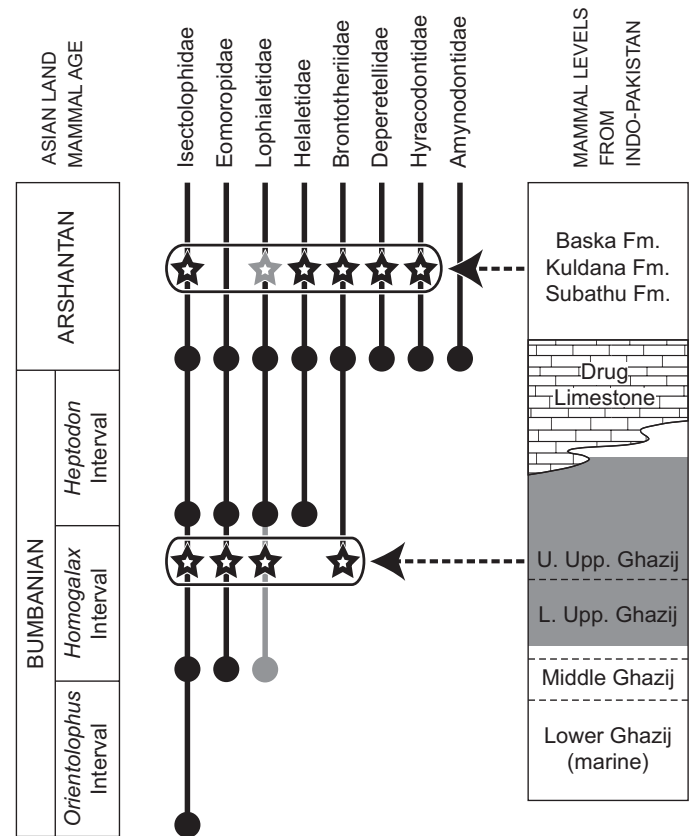 ASIAN LAND
MAMMAL AGE
Isectolophidae
Eomoropidae
Lophialetidae
Helaletidae
Brontotheriidae
Deperetellidae
Hyracodontidae
Amynodontidae
MAMMAL LEVELS
FROM
INDO-PAKISTAN
ARSHANTAN
BUMBANIAN
Heptodon
Interval
Homogalax
Interval
Orientolophus
Interval
Baska Fm.
Kuldana Fm.
Subathu Fm.
Drug
Limestone
U. Upp. Ghazij
L. Upp. Ghazij
Middle Ghazij
Lower Ghazij
(marine)